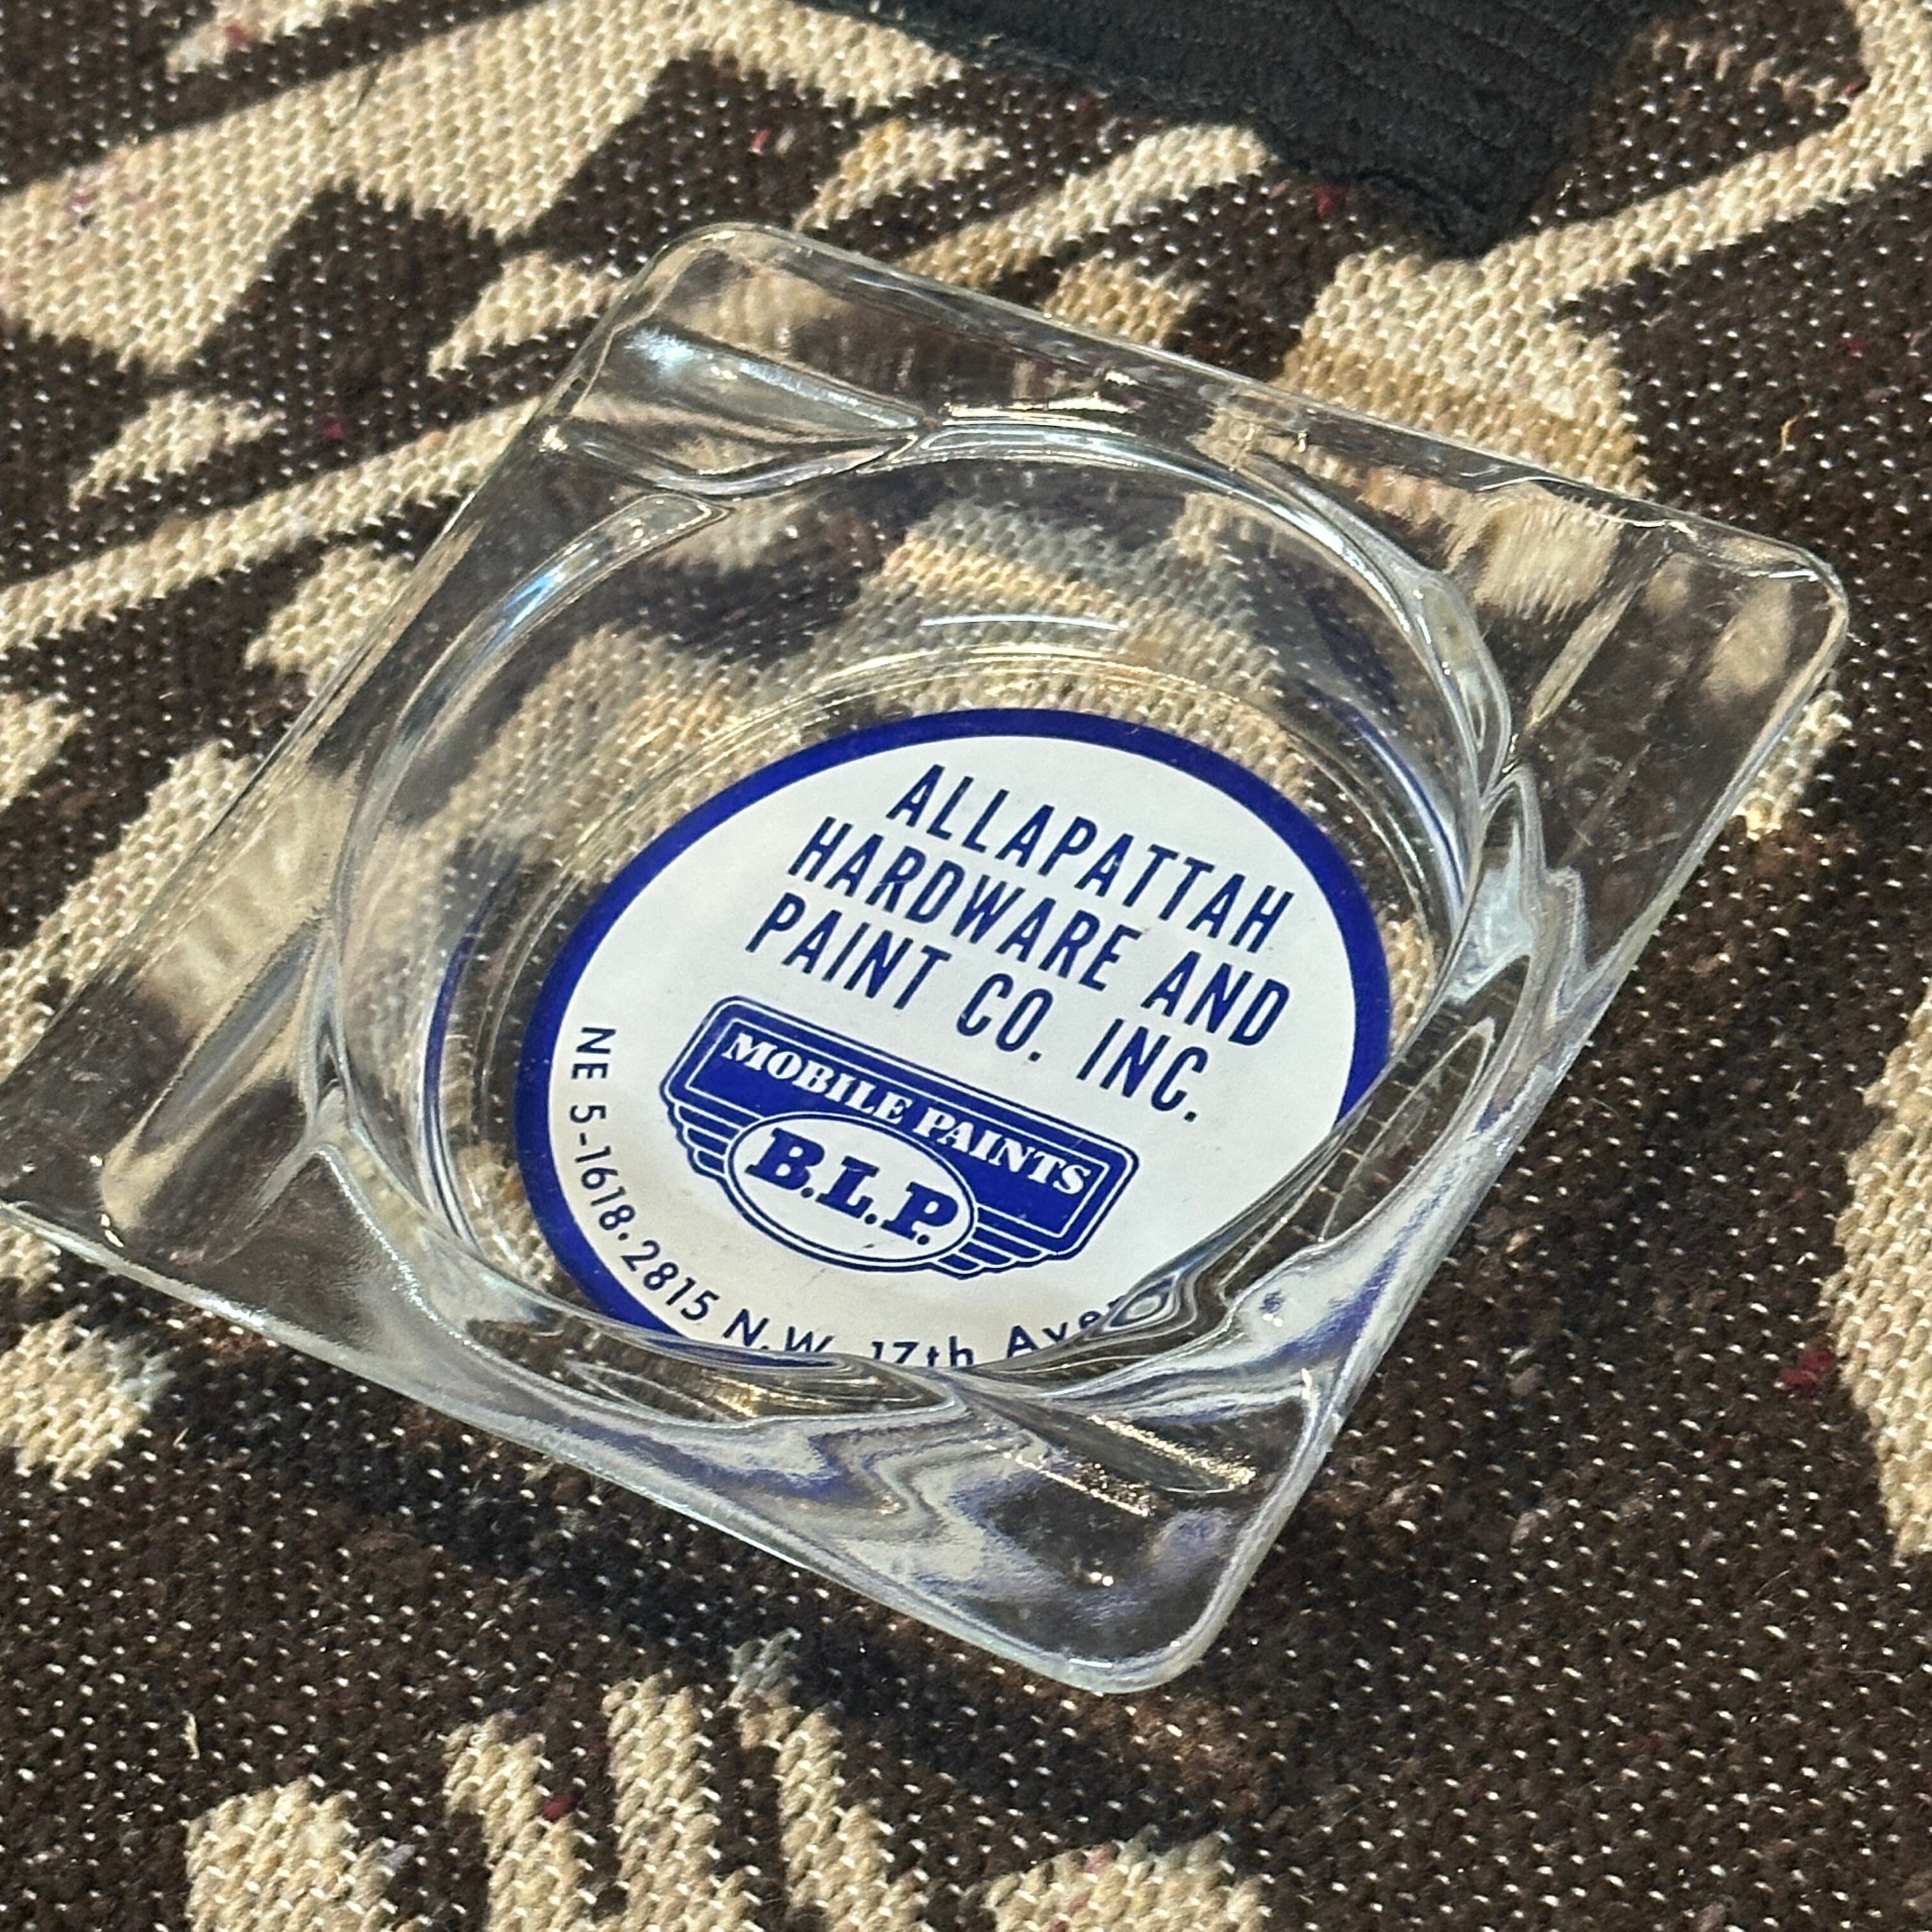 ALLAPATTAH
HARDWARE AND
PAINT CO. INC.
MOBILE PAINTS
B.L.P.
NE 5-1618·2815 N.W. 17th Ave